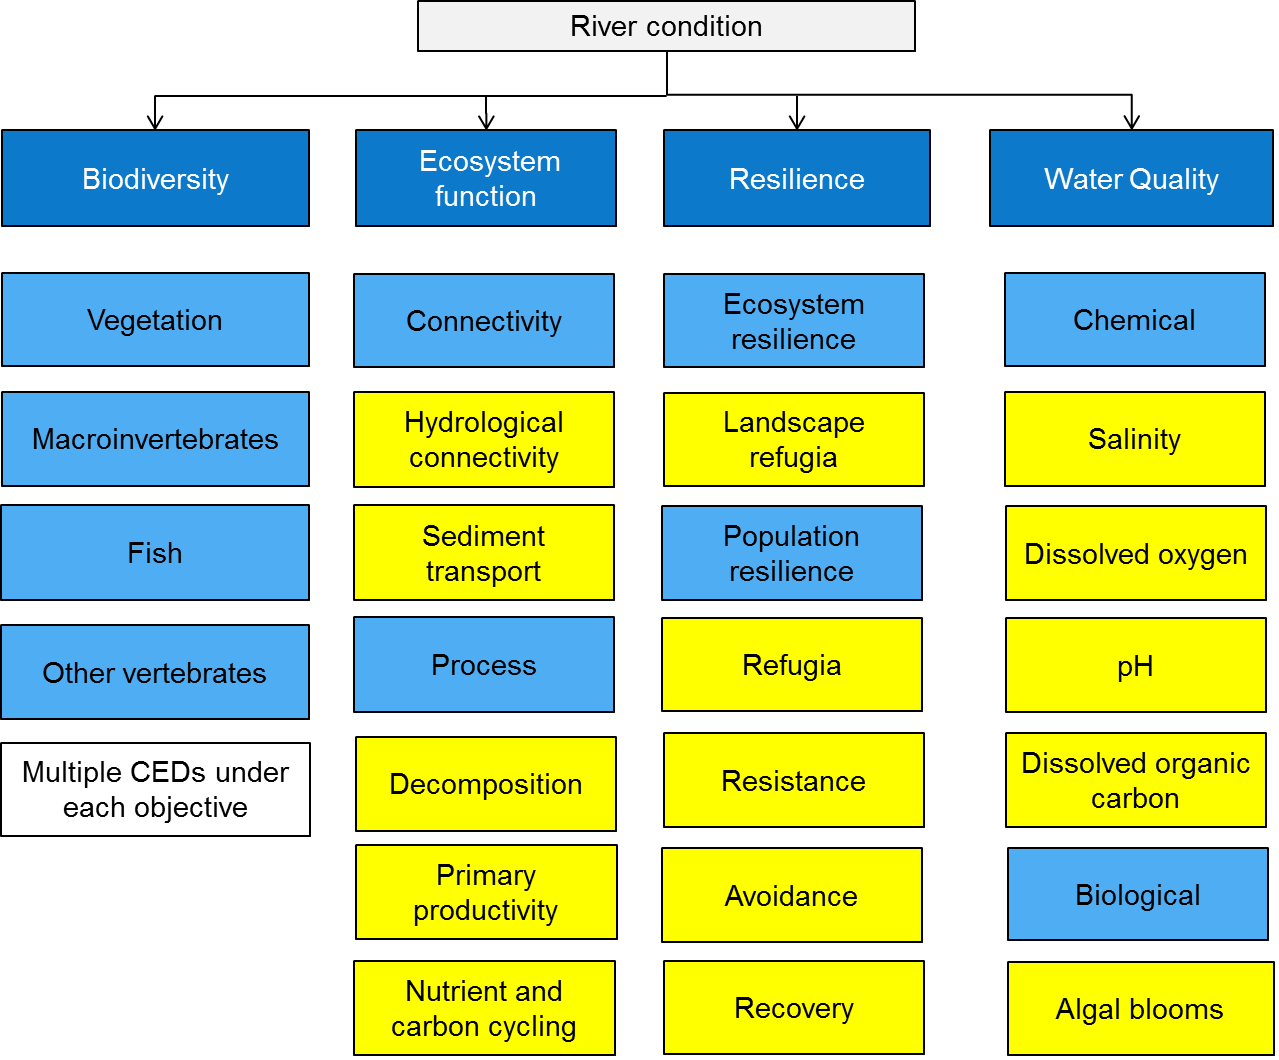 River condition
Biodiversity
Ecosystem
function
Resilience
Water Quality
Vegetation
Macroinvertebrates
Fish
Other vertebrates
Multiple CEDs under
each objective
Connectivity
Hydrological
connectivity
Sediment
transport
Process
Decomposition
Primary
productivity
Nutrient and
carbon cycling
Ecosystem
resilience
Landscape
refugia
Population
resilience
Refugia
Resistance
Avoidance
Recovery
Chemical
Salinity
Dissolved oxygen
pH
Dissolved organic
carbon
Biological
Algal blooms